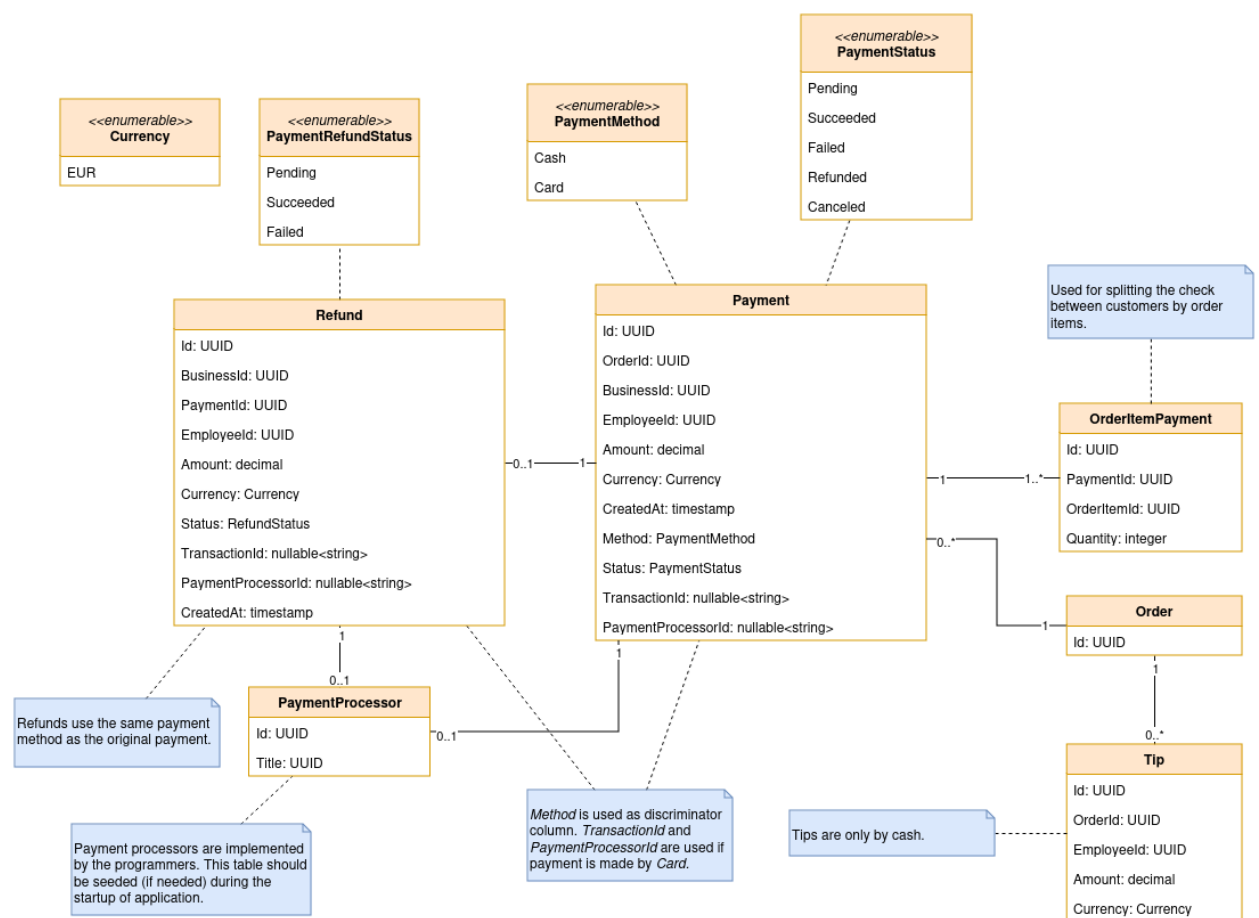 <<enumerable>>
PaymentStatus
Pending
Succeeded
Failed
Refunded
Canceled
<<enumerable>>
PaymentMethod
Cash
Card
<<enumerable>>
Currency
EUR
<<enumerable>>
PaymentRefundStatus
Pending
Succeeded
Failed
Refund
Id: UUID
BusinessId: UUID
PaymentId: UUID
EmployeeId: UUID
Amount: decimal
Currency: Currency
Status: RefundStatus
TransactionId: nullable<string>
PaymentProcessorId: nullable<string>
CreatedAt: timestamp
0..1
1
Payment
Id: UUID
OrderId: UUID
BusinessId: UUID
EmployeeId: UUID
Amount: decimal
Currency: Currency
CreatedAt: timestamp
Method: PaymentMethod
Status: PaymentStatus
TransactionId: nullable<string>
PaymentProcessorId: nullable<string>
Used for splitting the check
between customers by order
items.
1
1..*
OrderItemPayment
Id: UUID
PaymentId: UUID
OrderItemId: UUID
Quantity: integer
0..*
1
Order
Id: UUID
1
0..*
1
0..1
1
0..1
PaymentProcessor
Id: UUID
Title: UUID
Refunds use the same payment
method as the original payment.
Payment processors are implemented
by the programmers. This table should
be seeded (if needed) during the
startup of application.
Method is used as discriminator
column. TransactionId and
PaymentProcessorId are used if
payment is made by Card.
Tips are only by cash.
Tip
Id: UUID
OrderId: UUID
EmployeeId: UUID
Amount: decimal
Currency: Currency